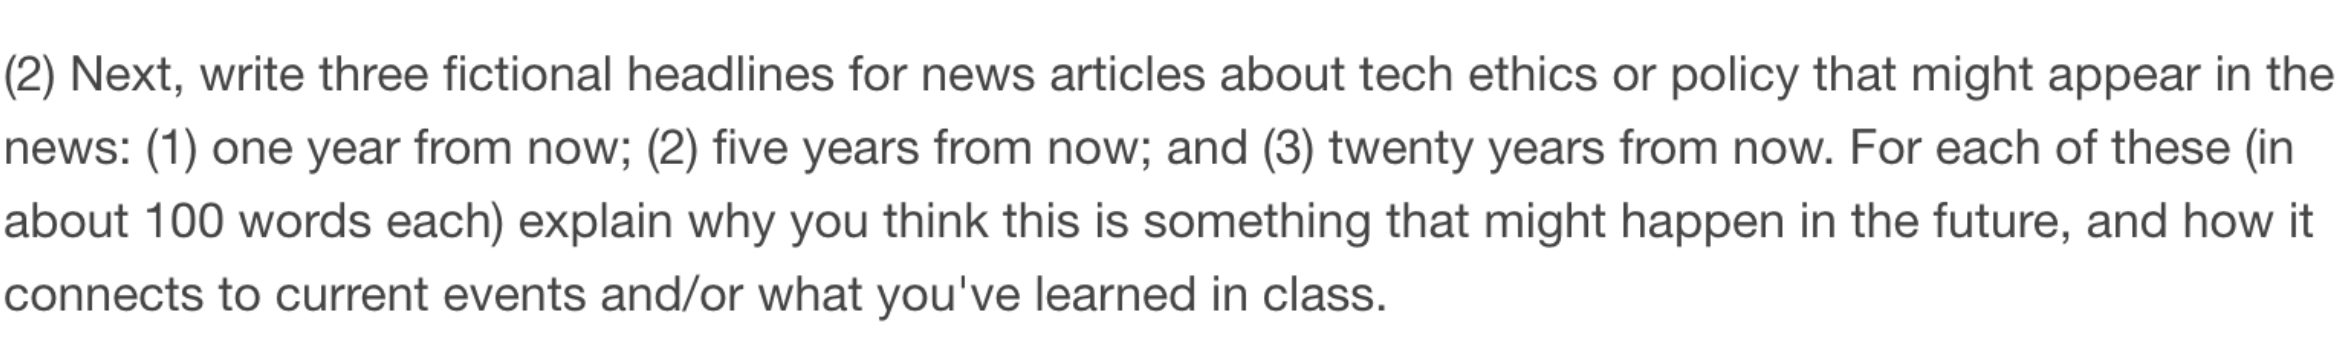 (2) Next, write three fictional headlines for news articles about tech ethics or policy that might appear in the
news: (1) one year from now; (2) five years from now; and (3) twenty years from now. For each of these (in
about 100 words each) explain why you think this is something that might happen in the future, and how it
connects to current events and/or what you've learned in class.